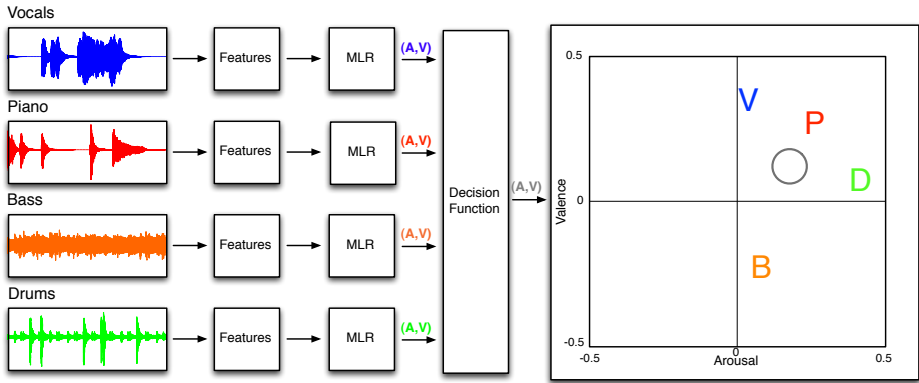 Vocals
Features
MLR
(A,V)
Piano
Features
MLR
(A,V)
Bass
Features
MLR
(A,V)
Drums
Features
MLR
(A,V)
Decision
Function
(A,V)
0.5
V
P
D
Valence
0
B
-0.5
-0.5
0
0.5
Arousal